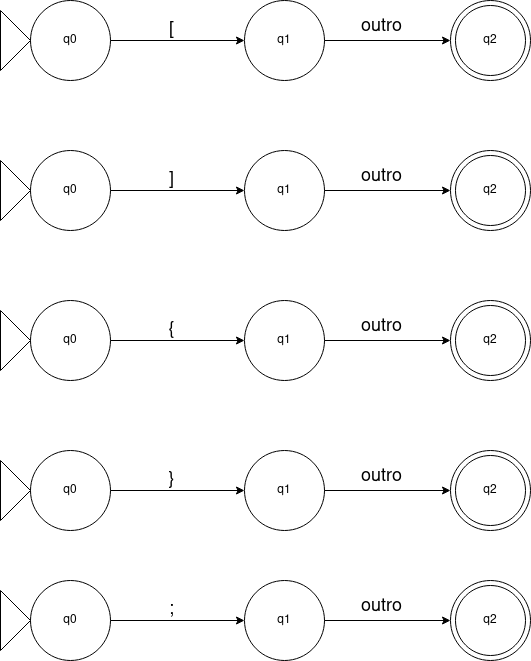 q0 [ q1 outro q2
q0 ] q1 outro q2
q0 { q1 outro q2
q0 } q1 outro q2
q0 ; q1 outro q2